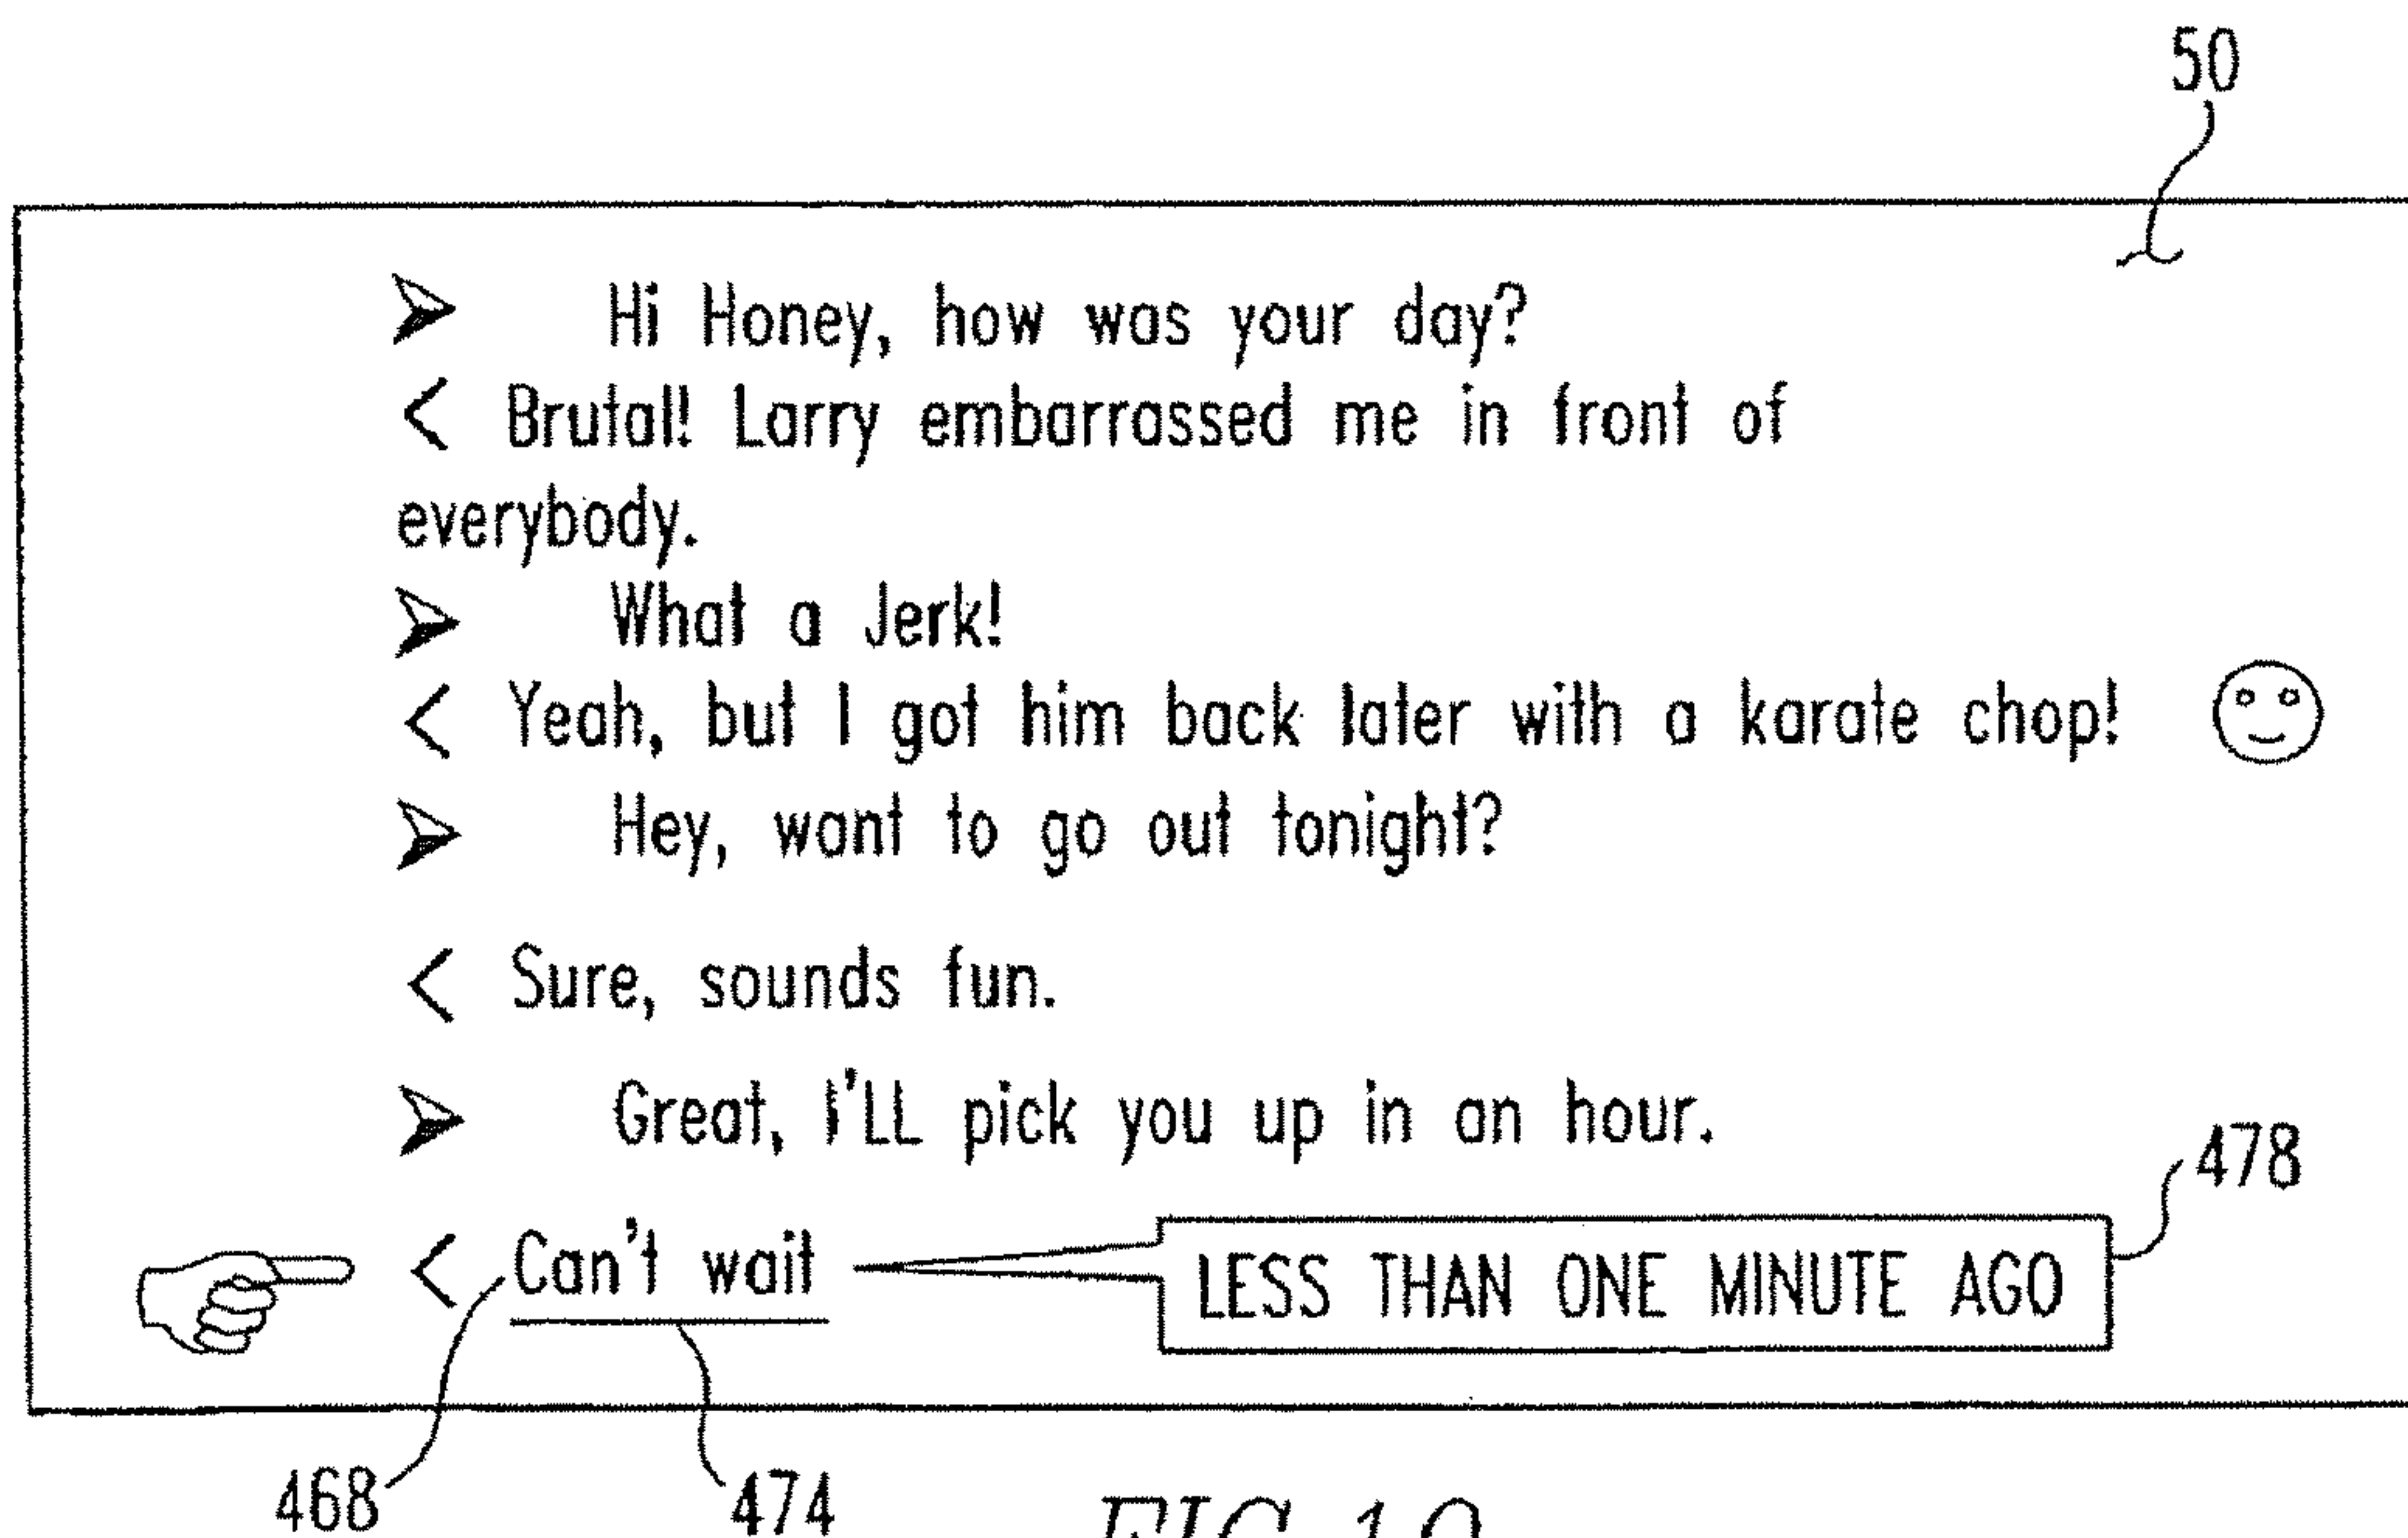 50
➢ Hi Honey, how was your day?
< Brutal! Larry embarrassed me in front of
everybody.
➢ What a Jerk!
< Yeah, but I got him back later with a karate chop!
➢ Hey, want to go out tonight?
< Sure, sounds fun.
➢ Great, I'LL pick you up in an hour.
478
< Can't wait LESS THAN ONE MINUTE AGO
468 474